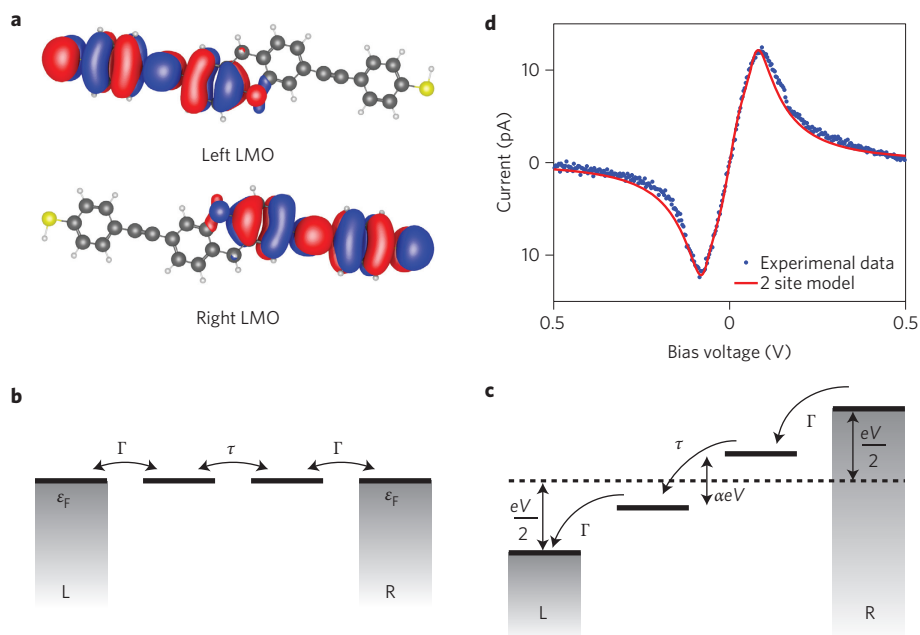 a
Left LMO
Right LMO
d
Current (pA)
10
0
10
Experimenal data
2 site model
0.5
0
0.5
Bias voltage (V)
b
Γ
τ
Γ
εF
εF
L
R
c
Γ
τ
eV
2
αeV
eV
2
Γ
L
R